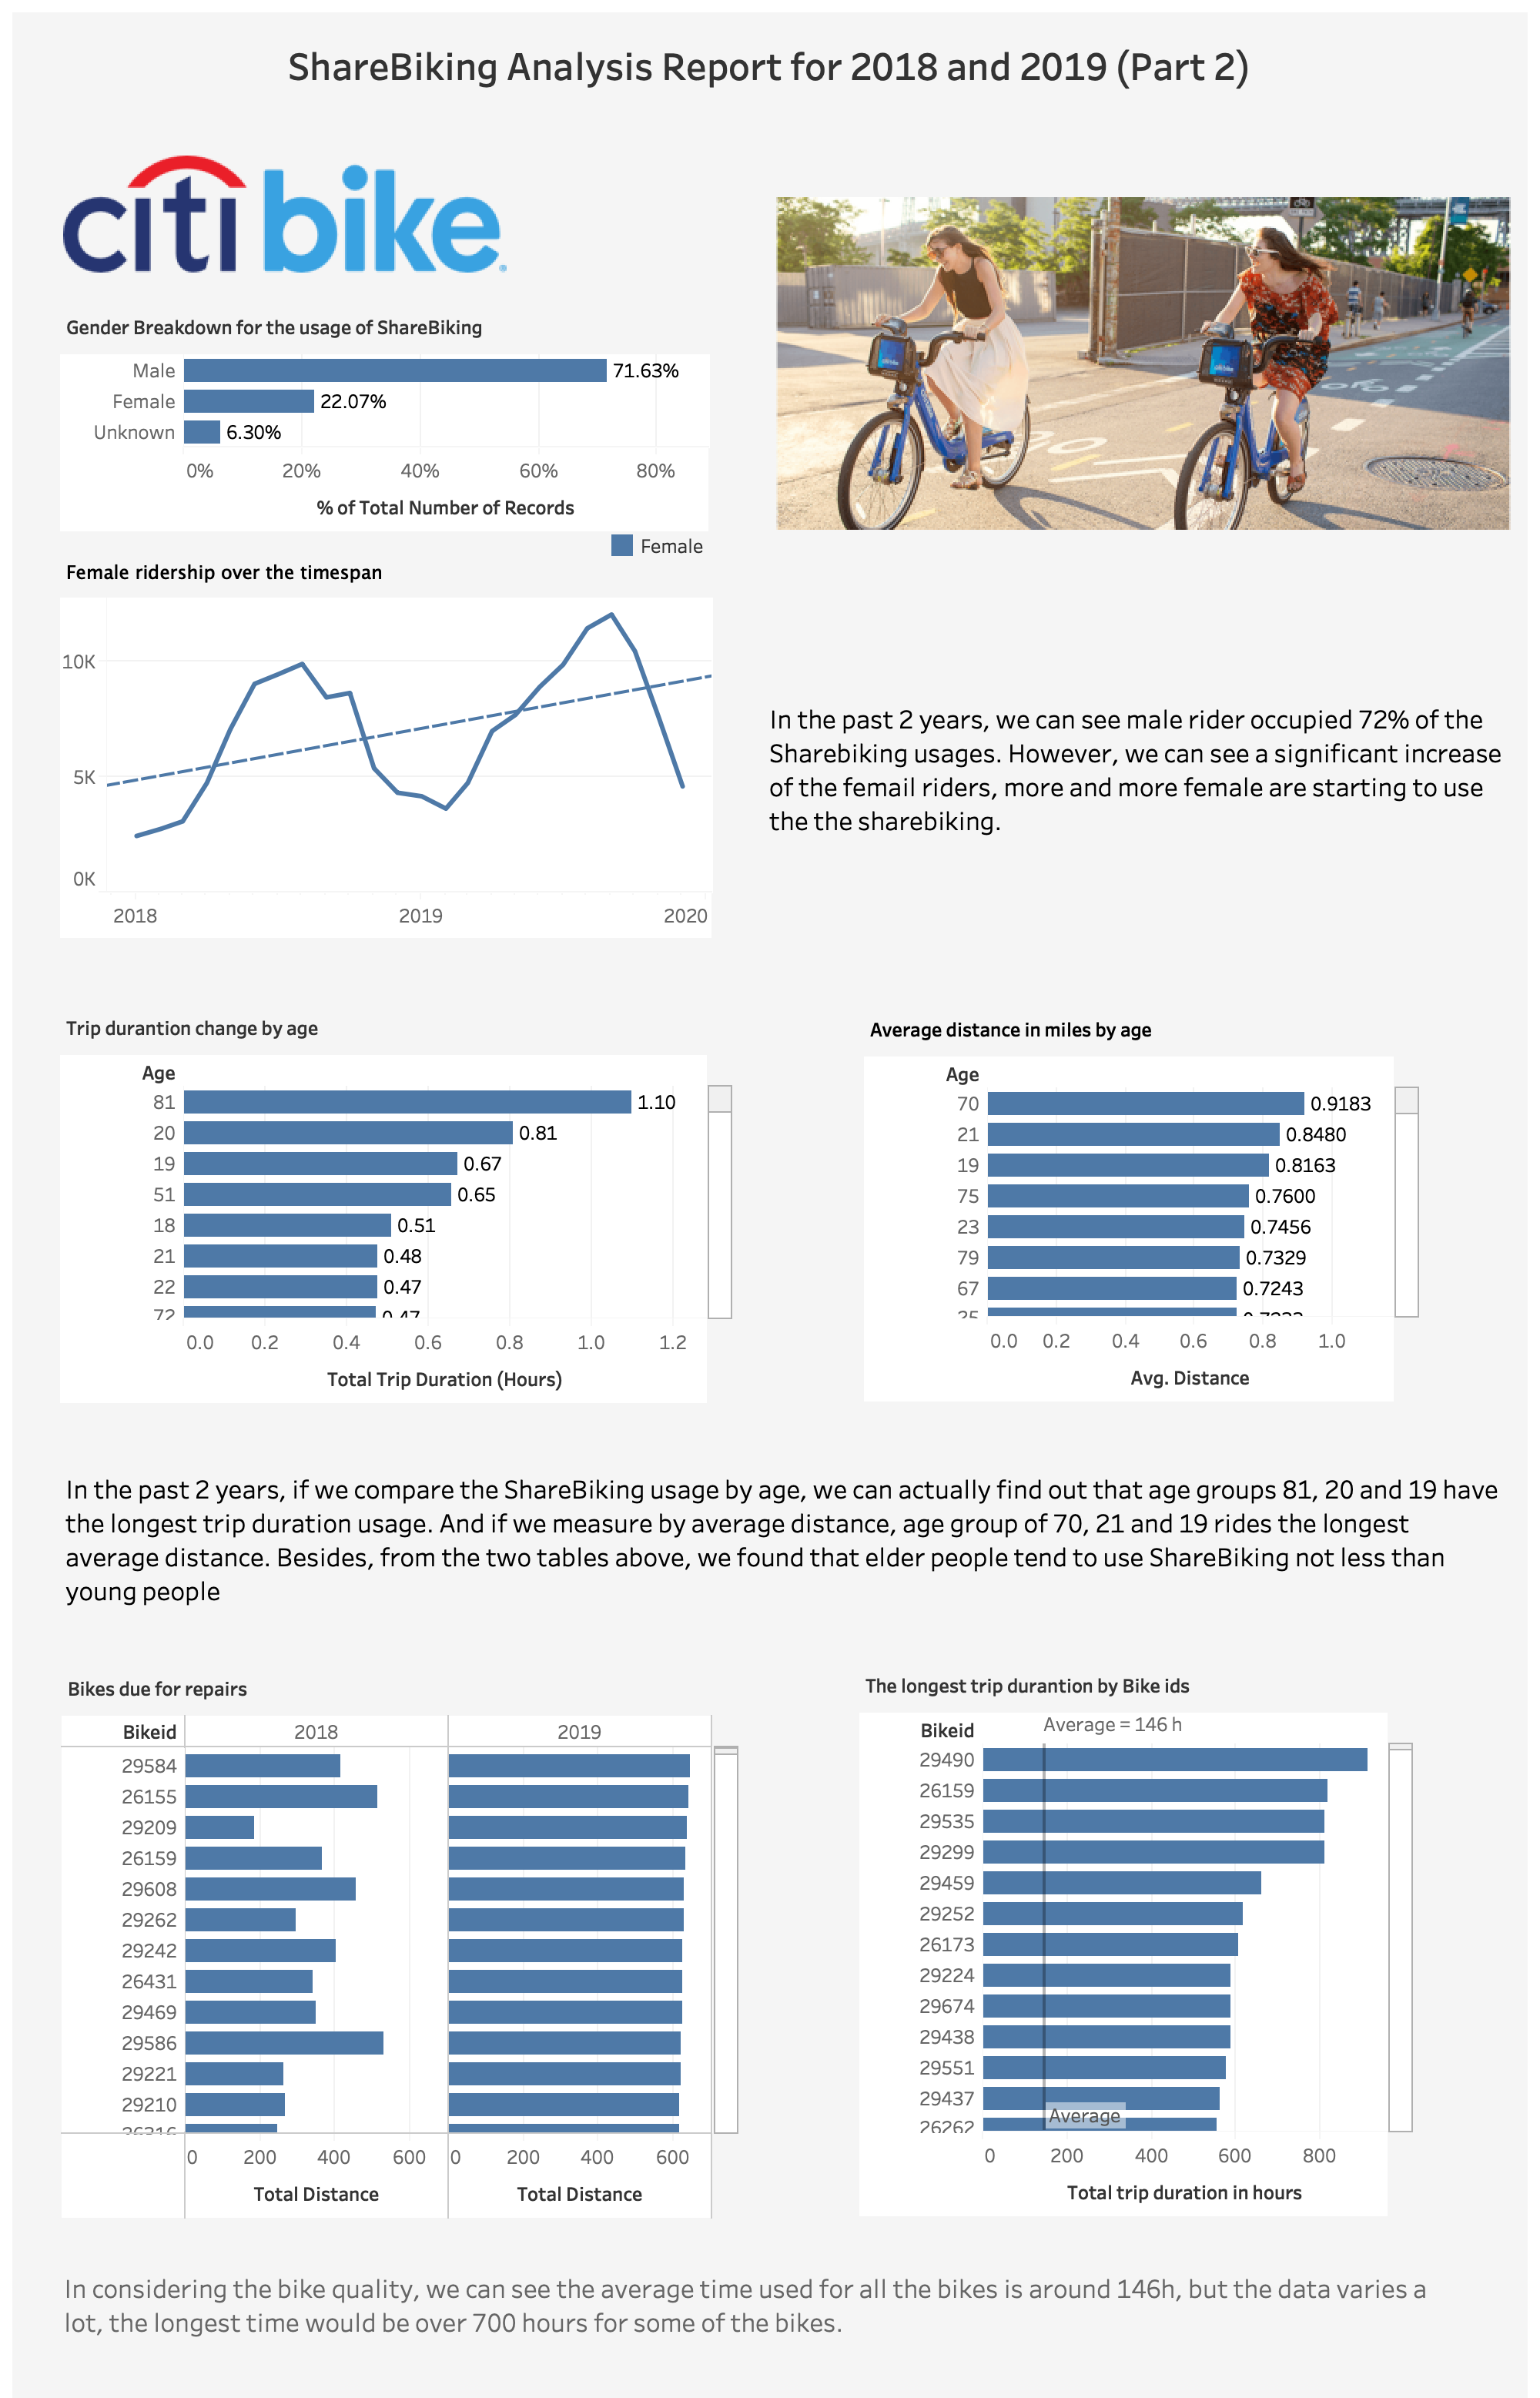 ShareBiking Analysis Report for 2018 and 2019 (Part 2)
citi bike
Gender Breakdown for the usage of ShareBiking
Male 71.63%
Female 22.07%
Unknown 6.30%
0% 20% 40% 60% 80%
% of Total Number of Records
Female
Female ridership over the timespan
10K
5K
0K
2018 2019 2020
In the past 2 years, we can see male rider occupied 72% of the
Sharebiking usages. However, we can see a significant increase
of the femail riders, more and more female are starting to use
the the sharebiking.
Trip durantion change by age
Age
81 1.10
20 0.81
19 0.67
51 0.65
18 0.51
21 0.48
22 0.47
72 0.47
0.0 0.2 0.4 0.6 0.8 1.0 1.2
Total Trip Duration (Hours)
Average distance in miles by age
Age
70 0.9183
21 0.8480
19 0.8163
75 0.7600
23 0.7456
79 0.7329
67 0.7243
0.0 0.2 0.4 0.6 0.8 1.0
Avg. Distance
In the past 2 years, if we compare the ShareBiking usage by age, we can actually find out that age groups 81, 20 and 19 have
the longest trip duration usage. And if we measure by average distance, age group of 70, 21 and 19 rides the longest
average distance. Besides, from the two tables above, we found that elder people tend to use ShareBiking not less than
young people
Bikes due for repairs
Bikeid 2018 2019
29584
26155
29209
26159
29608
29262
29242
26431
29469
29586
29221
29210
0 200 400 600 0 200 400 600
Total Distance Total Distance
The longest trip durantion by Bike ids
Bikeid Average = 146 h
29490
26159
29535
29299
29459
29252
26173
29224
29674
29438
29551
29437
Average
26262
0 200 400 600 800
Total trip duration in hours
In considering the bike quality, we can see the average time used for all the bikes is around 146h, but the data varies a
lot, the longest time would be over 700 hours for some of the bikes.